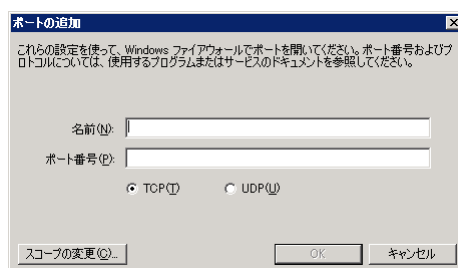 ポートの追加
これらの設定を使って、Windows ファイアウォールでポートを開いてください。ポート番号およびプ
ロトコルについては、使用するプログラムまたはサービスのドキュメントを参照してください。
名前(N):
ポート番号(P):
TCP(T) UDP(U)
スコープの変更(C)... OK キャンセル